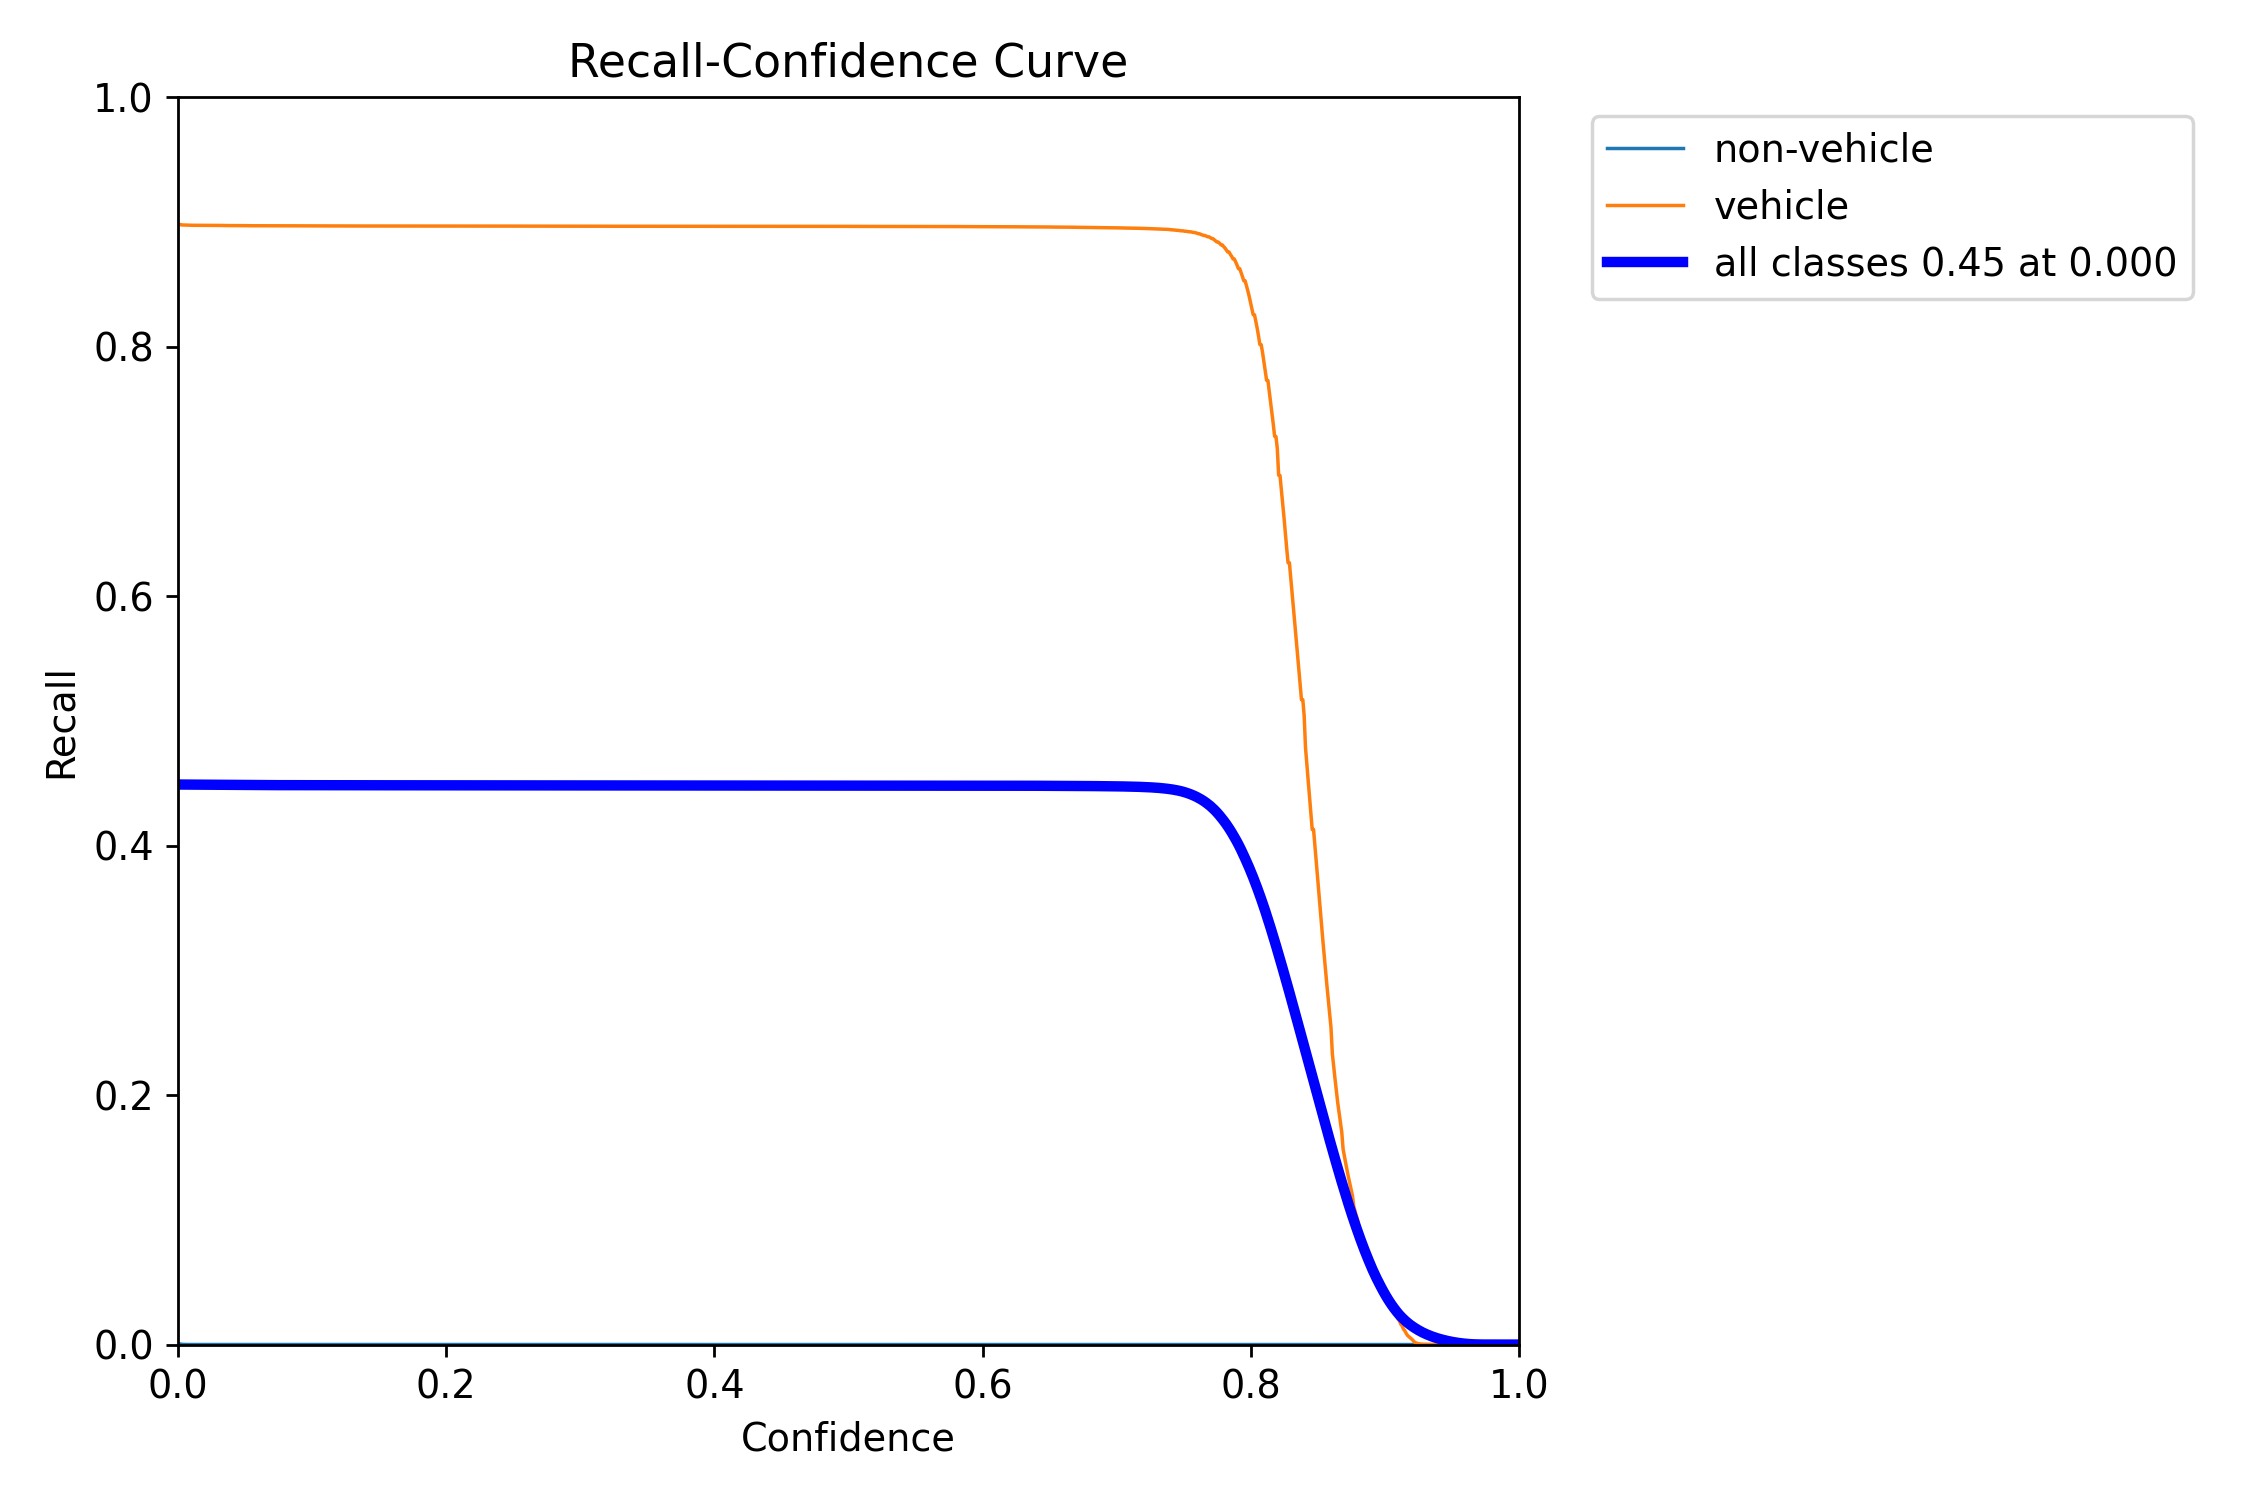 Recall-Confidence Curve
1.0
0.8
0.6
0.4
0.2
0.0
Recall
0.0 0.2 0.4 0.6 0.8 1.0
Confidence
non-vehicle
vehicle
all classes 0.45 at 0.000